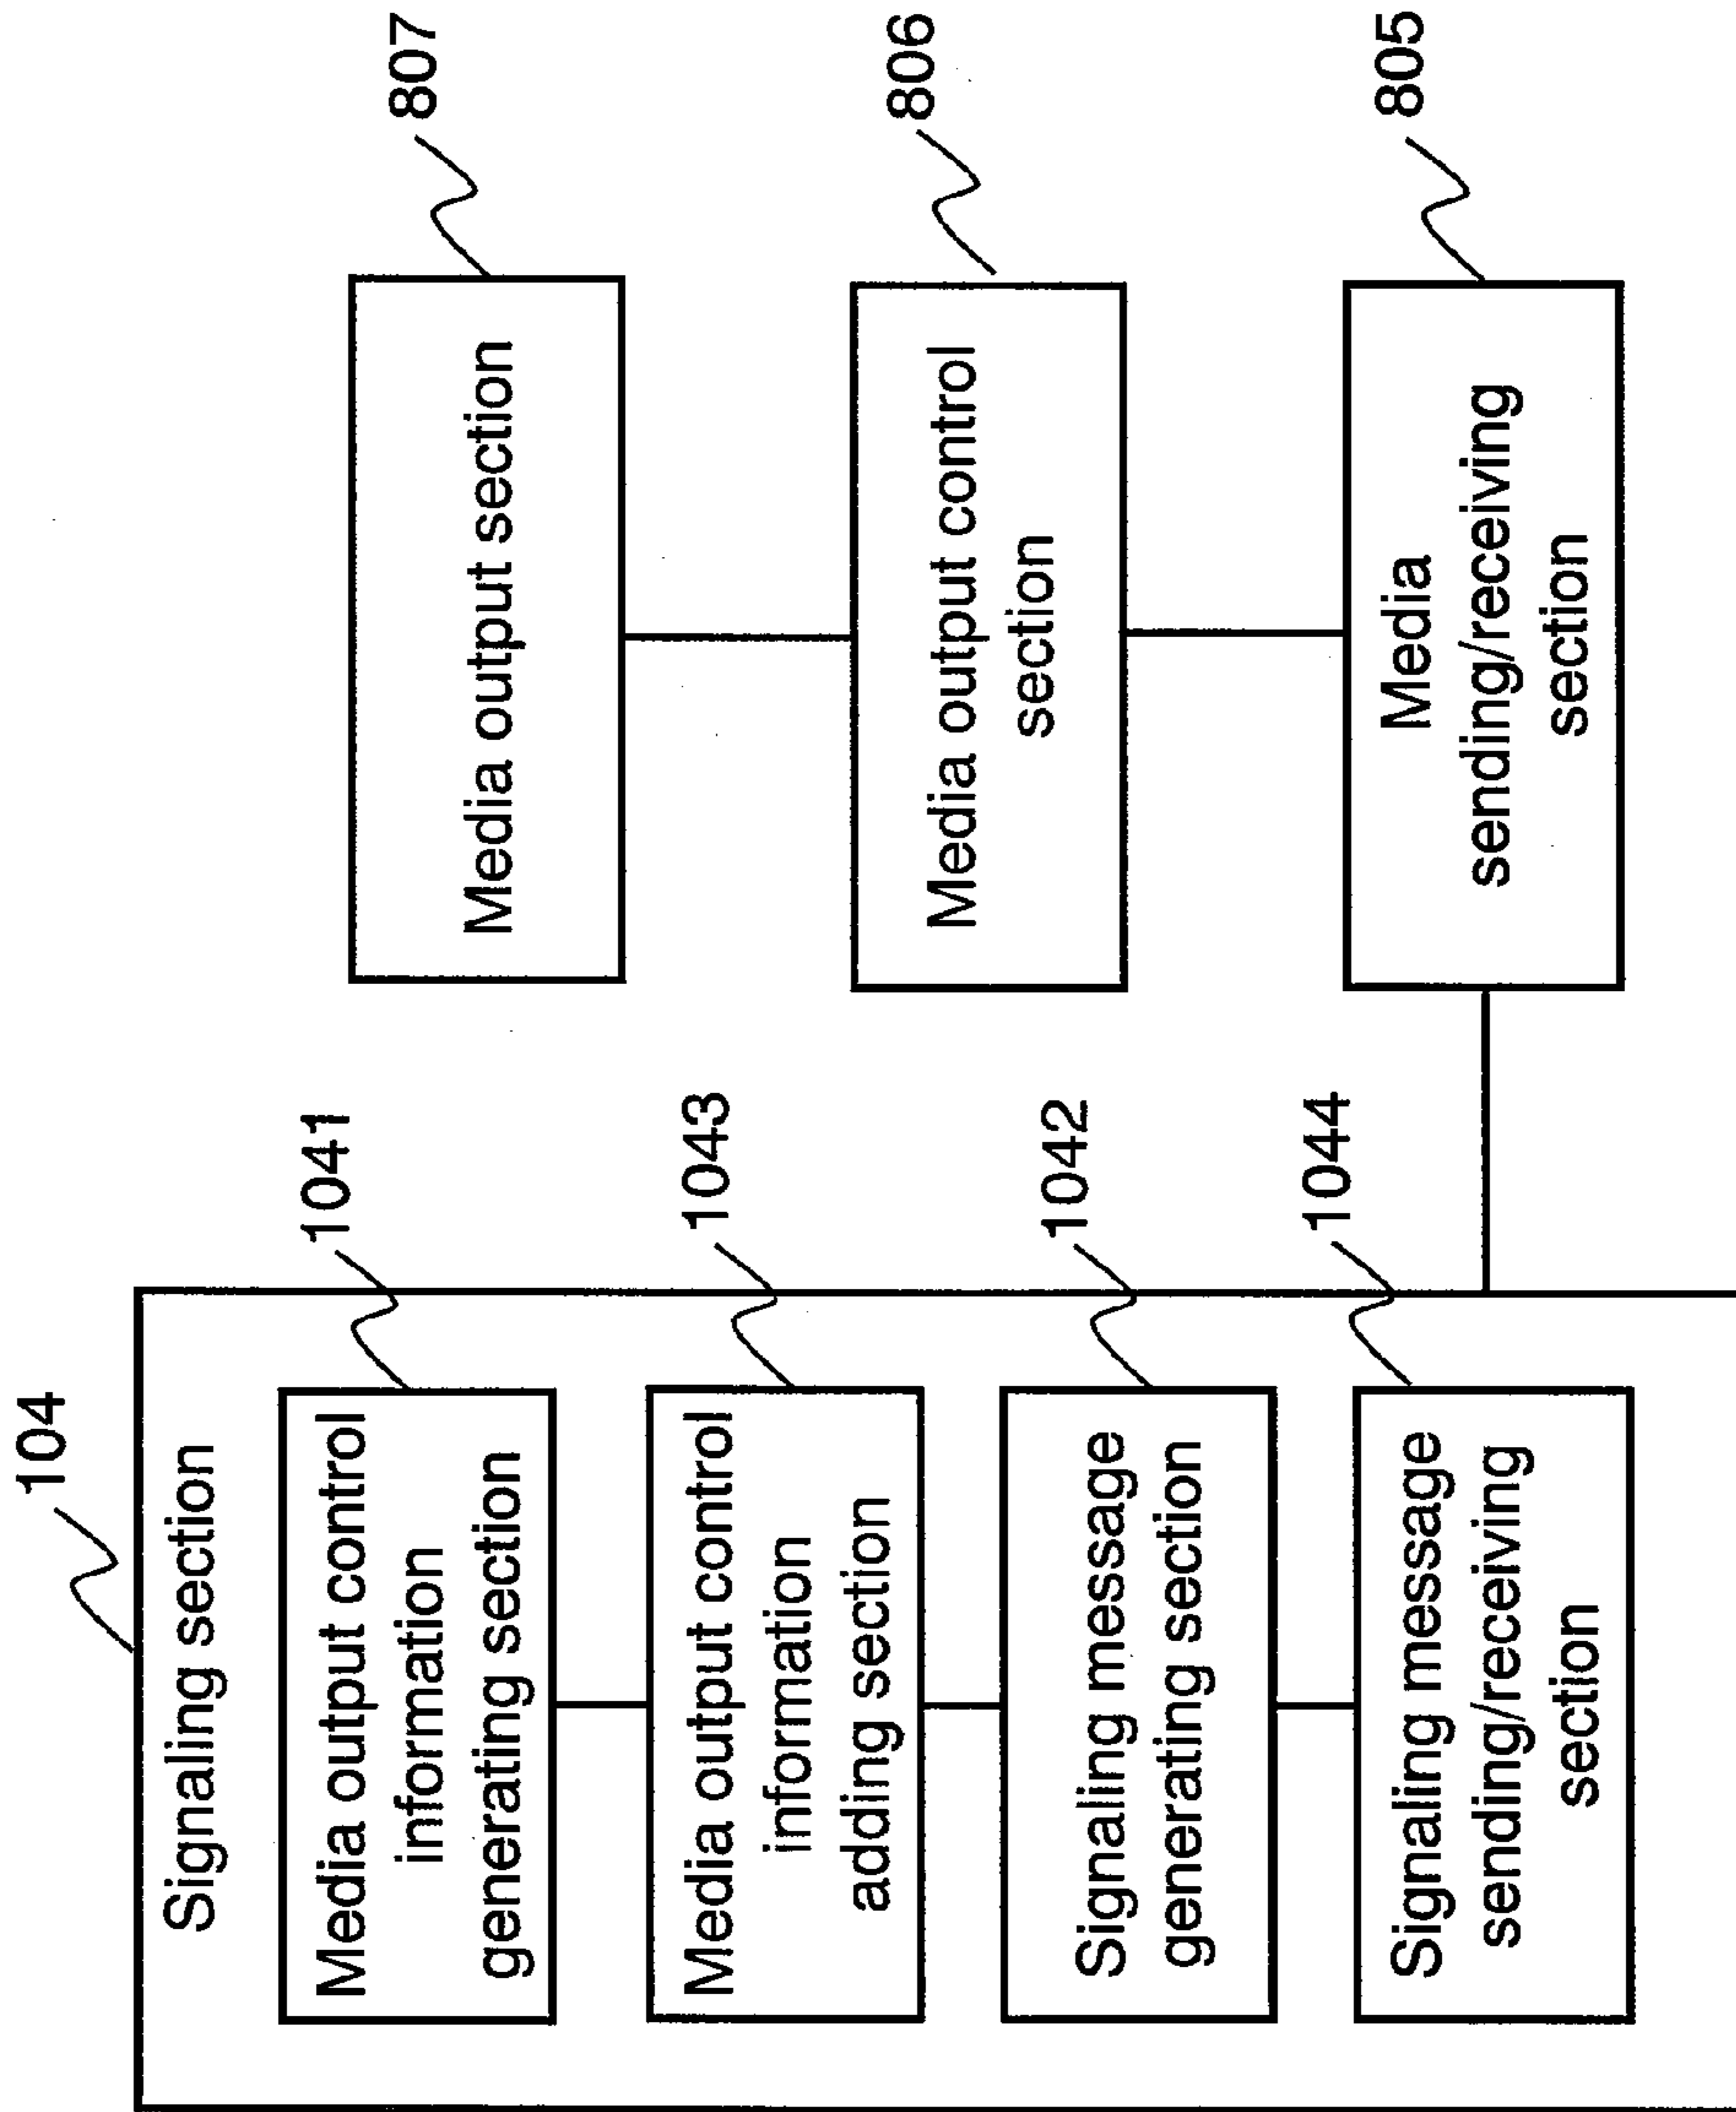 104
Signaling section
1041
Media output control
information
generating section
1043
Media output control
information
adding section
1042
Signaling message
generating section
1044
Signaling message
sending/receiving
section
807
Media output section
806
Media output control
section
805
Media
sending/receiving
section